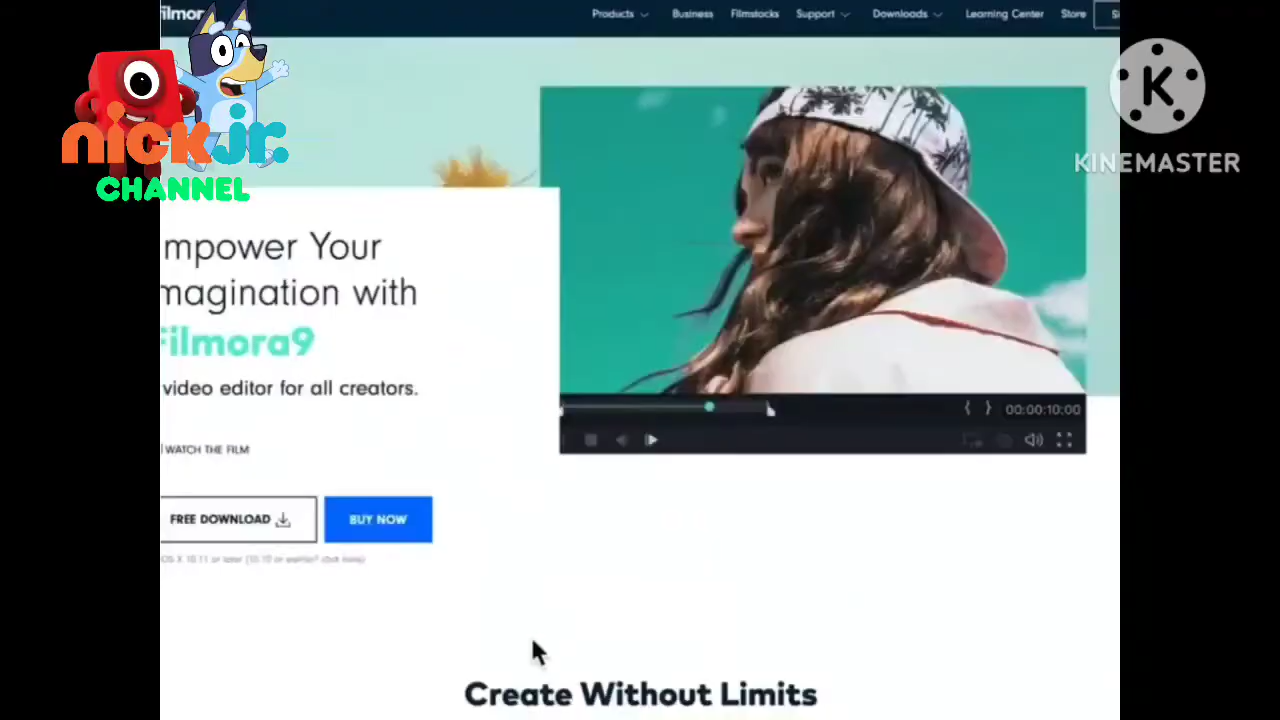 filmora
Products
Business
Filmstocks
Support
Downloads
Learning Center
Store
nick jr.
CHANNEL
K
KINEMASTER
mpower Your
magination with
Filmora9
video editor for all creators.
WATCH THE FILM
FREE DOWNLOAD
BUY NOW
00:00:10:00
Create Without Limits